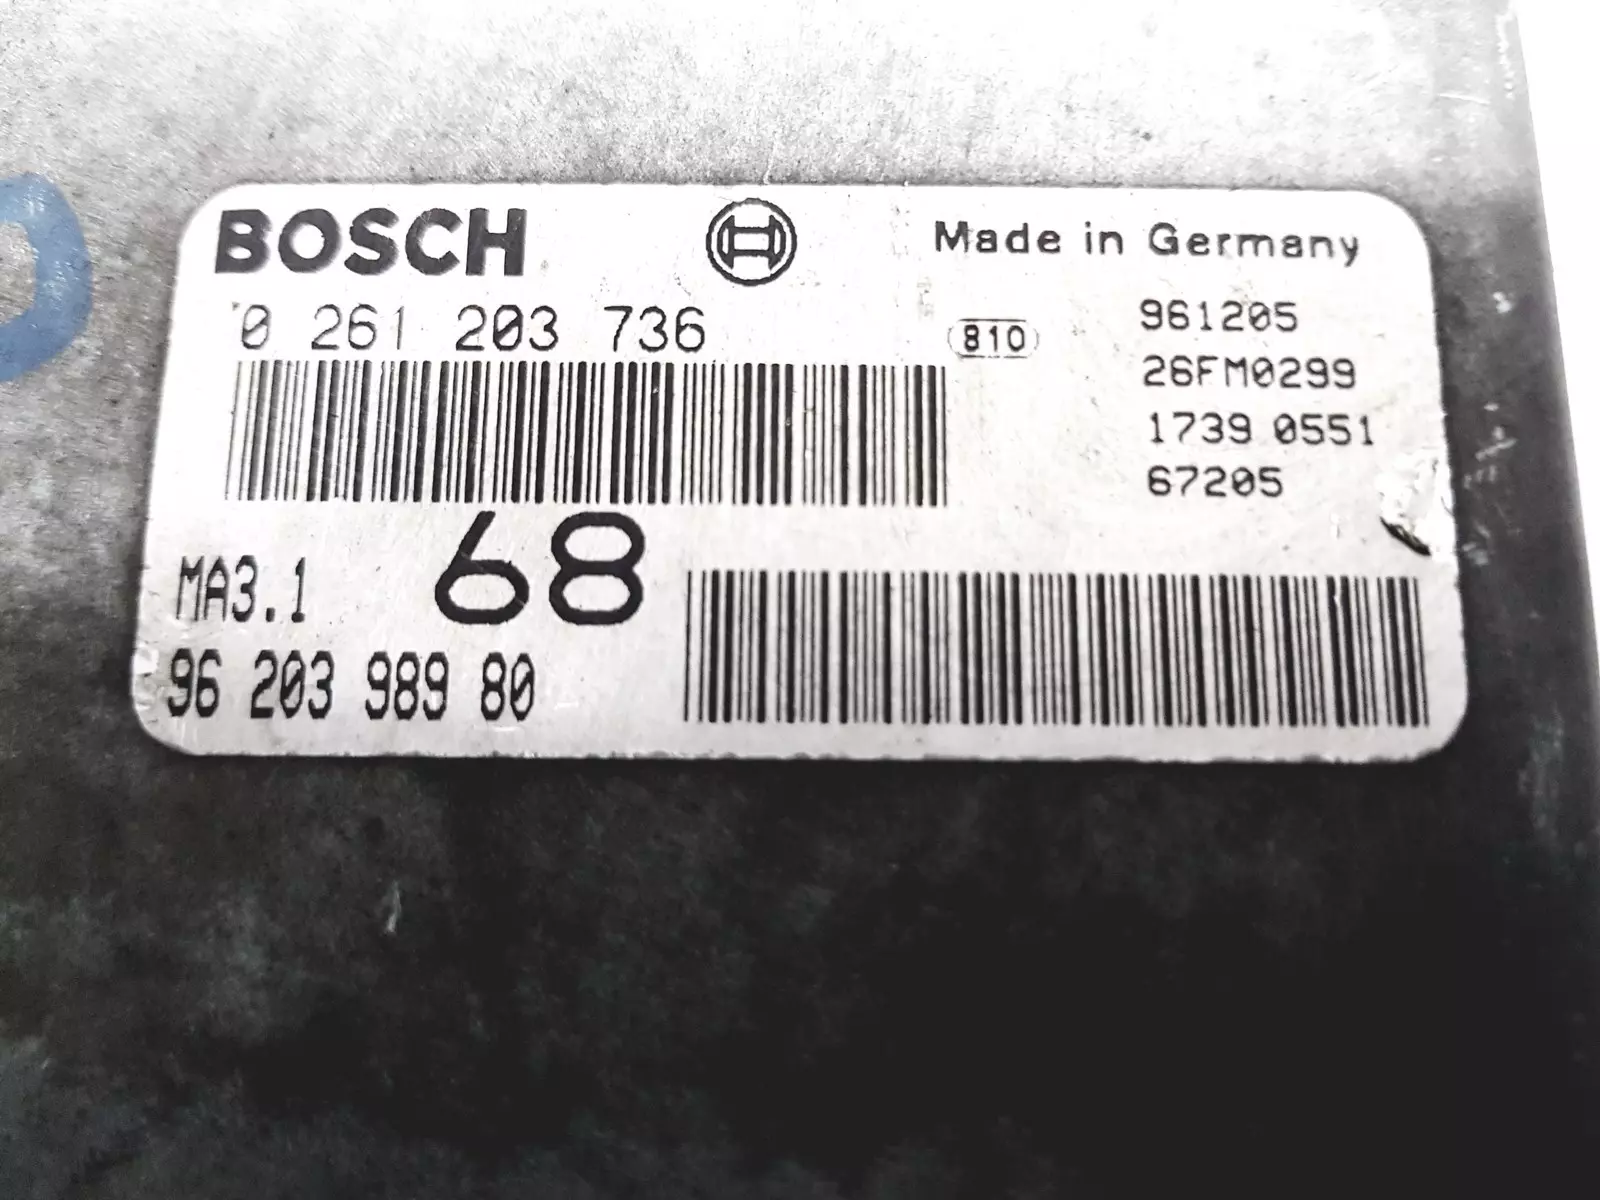 BOSCH
Made in Germany
0 261 203 736
810
961205
26FM0299
1739 0551
67205
MA3.1
68
96 203 989 80